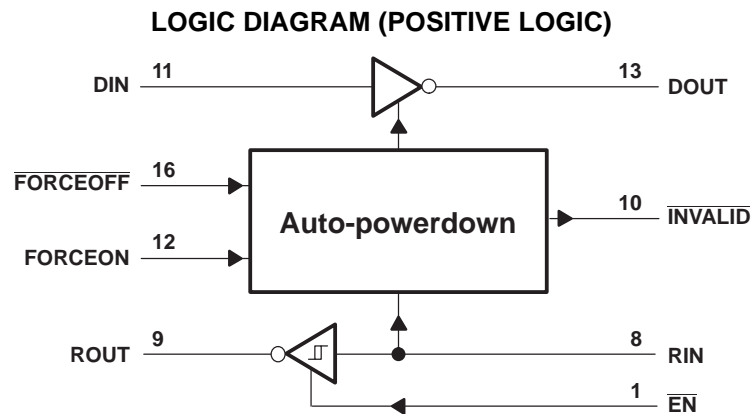 LOGIC DIAGRAM (POSITIVE LOGIC)
DIN 11 13 DOUT
FORCEOFF 16
10 INVALID
Auto-powerdown
FORCEON 12
ROUT 9 8 RIN
1 EN